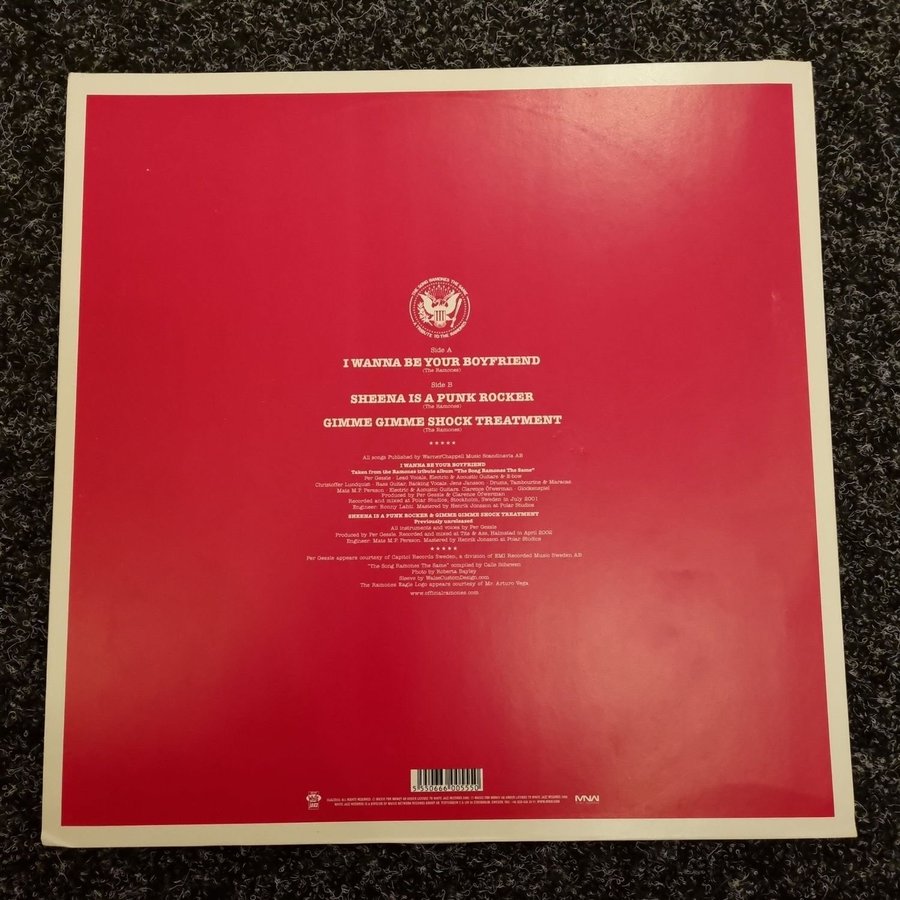 THE SONG RAMONES THE SAME
A TRIBUTE TO THE RAMONES
Side A
I WANNA BE YOUR BOYFRIEND
(The Ramones)
Side B
SHEENA IS A PUNK ROCKER
(The Ramones)
GIMME GIMME SHOCK TREATMENT
(The Ramones)
All songs Published by Warner/Chappell Music Scandinavia AB
I WANNA BE YOUR BOYFRIEND
Taken from the Ramones tribute album "The Song Ramones The Same"
Per Gessle - Lead Vocals, Electric & Acoustic Guitars & E-bow
Christoffer Lundquist - Bass Guitar, Backing Vocals. Jens Jansson - Drums, Tambourine & Maracas
Mats M.P. Persson - Electric & Acoustic Guitars. Clarence Öfwerman - Glockenspiel
Produced by Per Gessle & Clarence Öfwerman
Recorded and mixed at Polar Studios, Stockholm, Sweden in July 2001
Engineer: Ronny Lahti. Mastered by Henrik Jonsson at Polar Studios
SHEENA IS A PUNK ROCKER & GIMME GIMME SHOCK TREATMENT
Previously unreleased
All instruments and voices by Per Gessle
Produced by Per Gessle. Recorded and mixed at Tits & Ass, Halmstad in April 2002
Engineer: Mats M.P. Persson. Mastered by Henrik Jonsson at Polar Studios
Per Gessle appears courtesy of Capitol Records Sweden, a division of EMI Recorded Music Sweden AB
"The Song Ramones The Same" compiled by Calle Stihrwen
Photo by Roberta Bayley
Sleeve by WalseCustomDesign.com
The Ramones Eagle Logo appears courtesy of Mr. Arturo Vega
www.officialramones.com
MNW